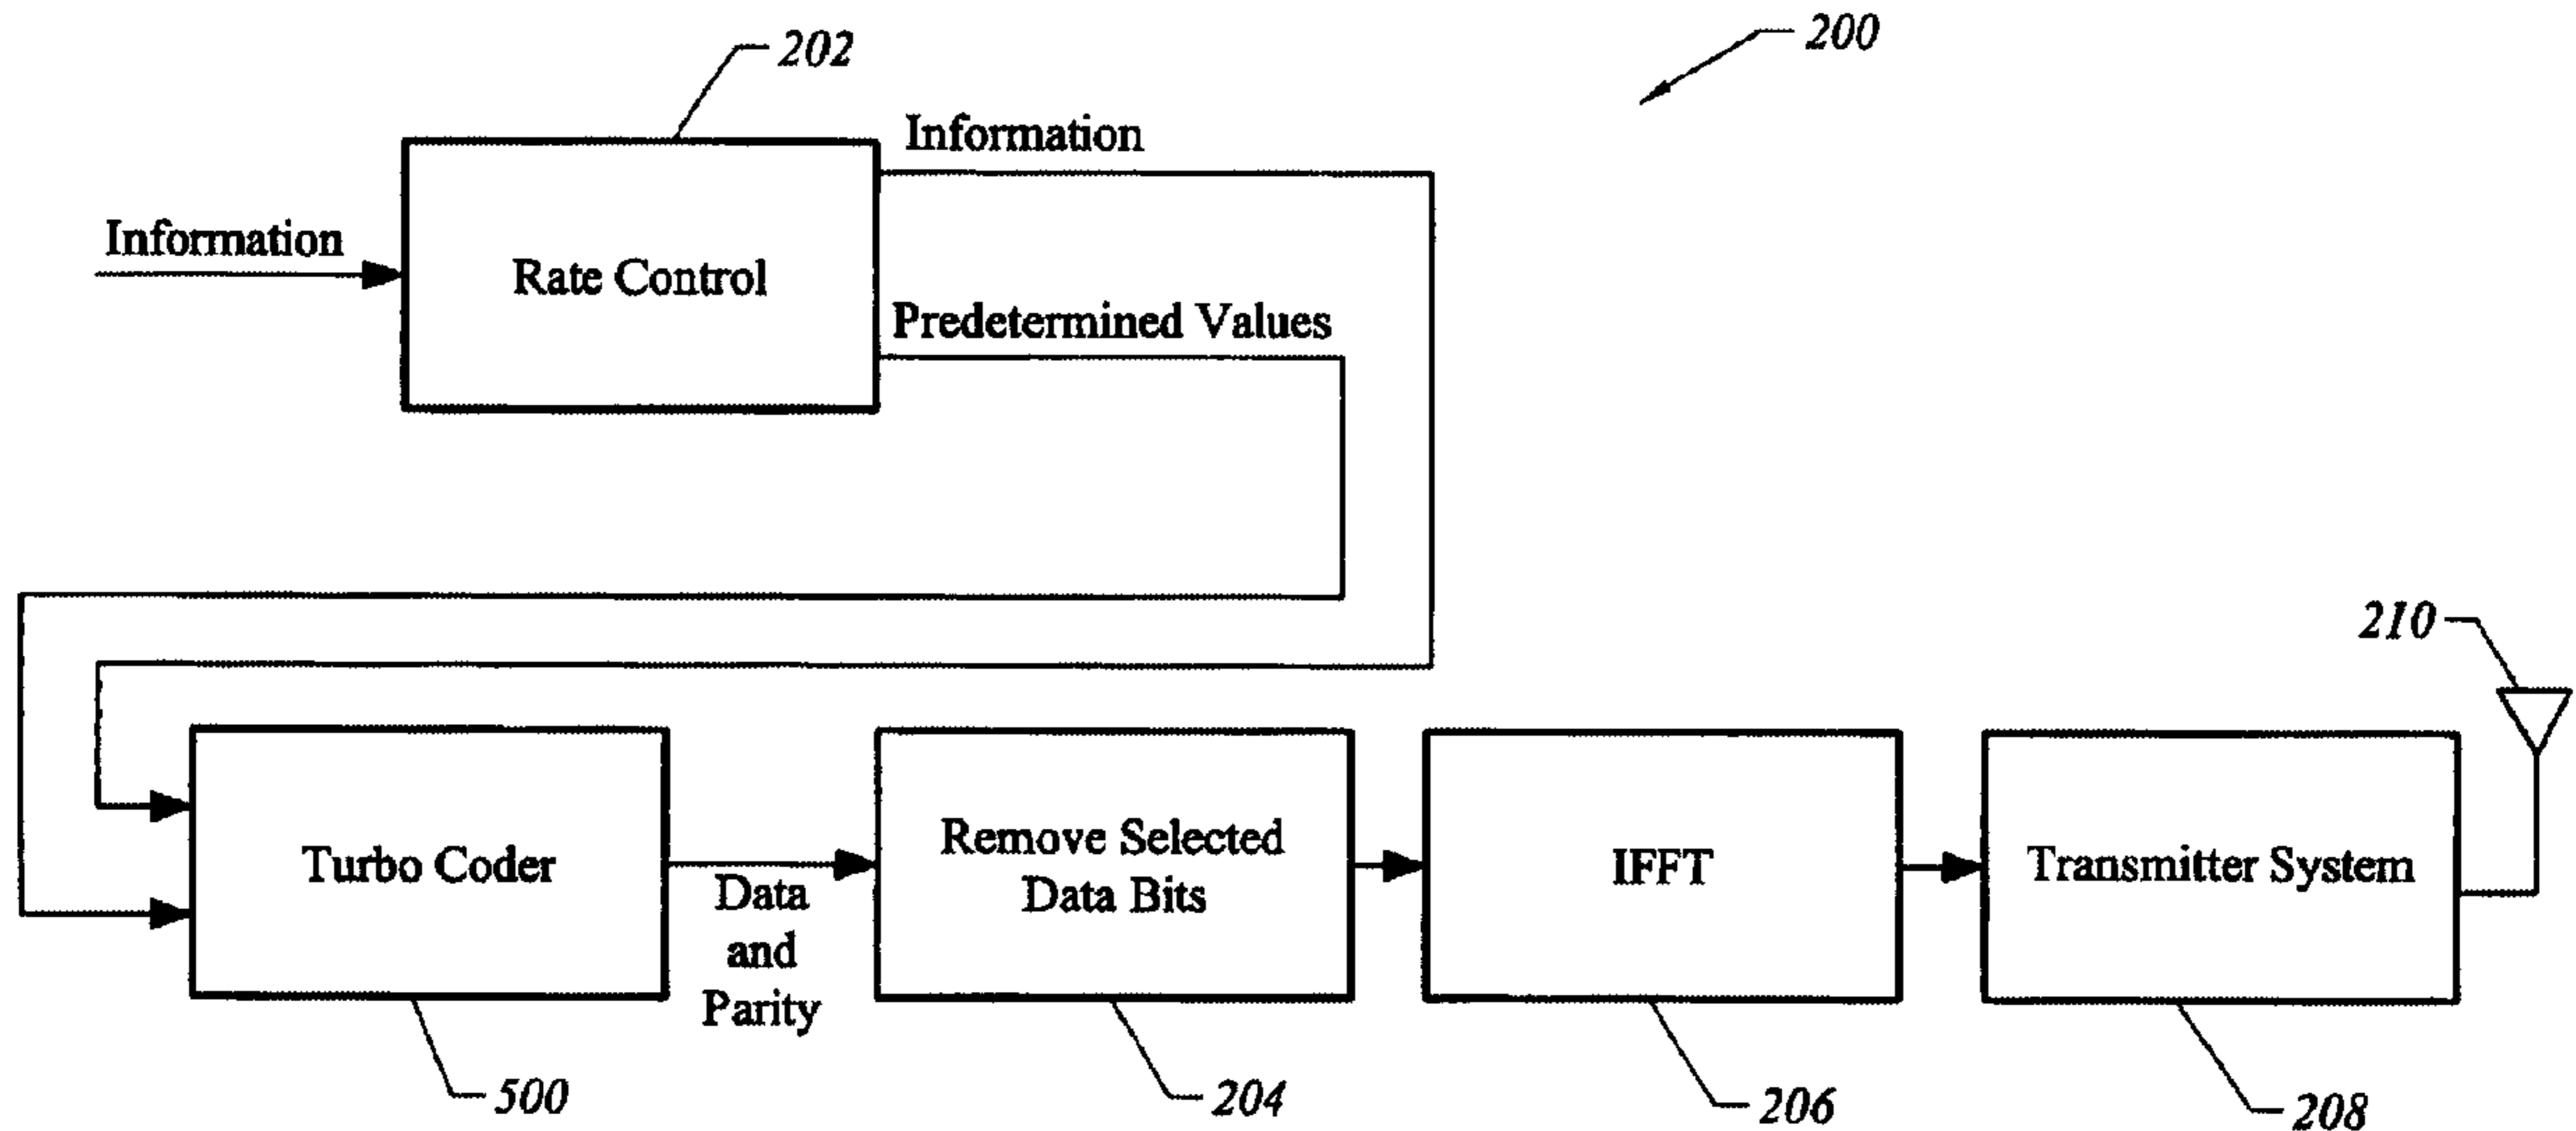 200
202
Information
Information
Rate Control
Predetermined Values
210
Turbo Coder
Data
and
Parity
Remove Selected
Data Bits
IFFT
Transmitter System
500
204
206
208